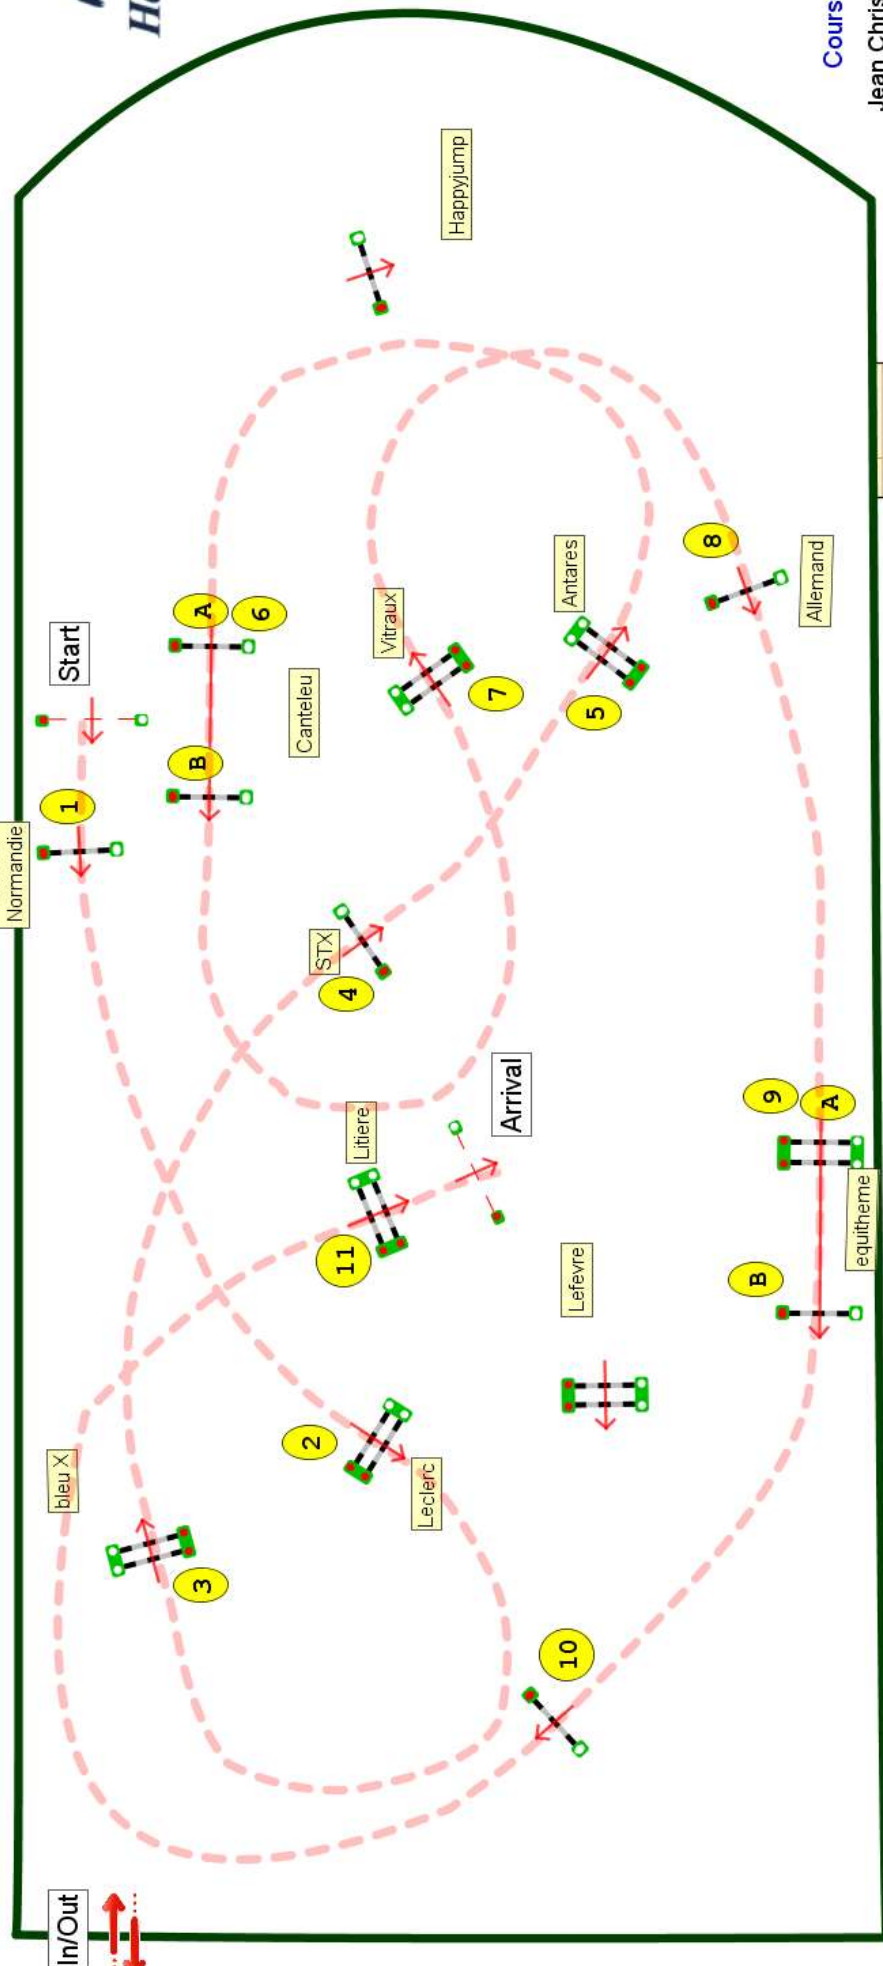 Normandie
In/Out
bleu X
1
Start
3
B
A
6
Canteleu
2
11
Litiere
4
STX
Vitraux
Happyjump
Leclerc
7
Arrival
10
Lefevre
5
Antares
8
B
9
A
Allemand
equitheme
Cours
Jean Chris